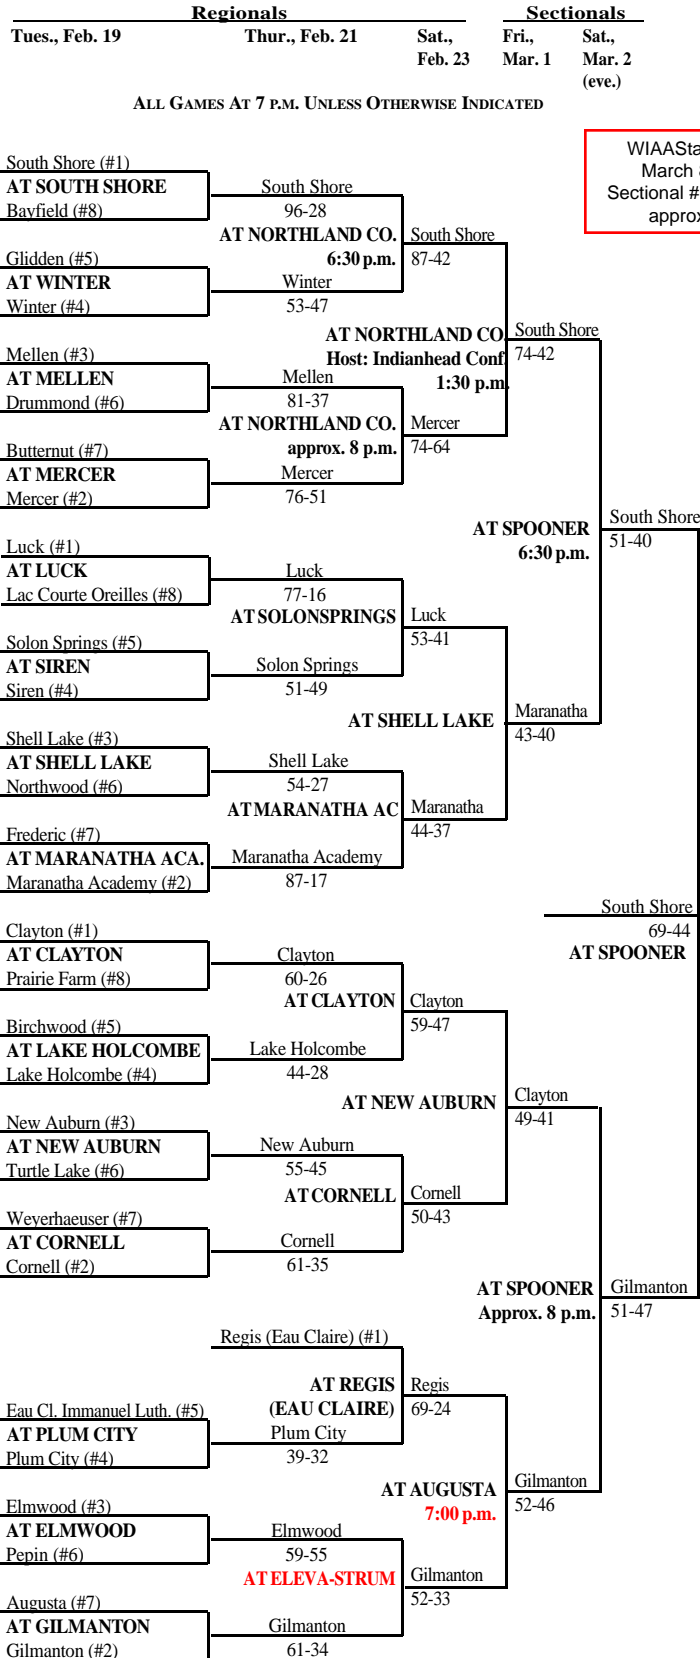 Regionals Sectionals
Tues., Feb. 19 Thur., Feb. 21 Sat., Fri., Sat.,
Feb. 23 Mar. 1 Mar. 2
(eve.)
ALL GAMES AT 7 P.M. UNLESS OTHERWISE INDICATED
WIAASta
March
Sectional #
approx
South Shore (#1)
AT SOUTH SHORE South Shore
Bayfield (#8) 96-28
AT NORTHLAND CO. South Shore
Glidden (#5) 6:30 p.m. 87-42
AT WINTER Winter
Winter (#4) 53-47
AT NORTHLAND CO. South Shore
Mellen (#3) Host: Indianhead Conf. 74-42
AT MELLEN Mellen 1:30 p.m.
Drummond (#6) 81-37
AT NORTHLAND CO. Mercer
Butternut (#7) approx. 8 p.m. 74-64
AT MERCER Mercer
Mercer (#2) 76-51
South Shore
AT SPOONER 51-40
6:30 p.m.
Luck (#1)
AT LUCK Luck
Lac Courte Oreilles (#8) 77-16
AT SOLONSPRINGS Luck
Solon Springs (#5) 53-41
AT SIREN Solon Springs
Siren (#4) 51-49
AT SHELL LAKE Maranatha
Shell Lake (#3) 43-40
AT SHELL LAKE Shell Lake
Northwood (#6) 54-27
AT MARANATHA AC Maranatha
Frederic (#7) 44-37
AT MARANATHA ACA. Maranatha Academy
Maranatha Academy (#2) 87-17
South Shore
69-44
AT SPOONER
Clayton (#1)
AT CLAYTON Clayton
Prairie Farm (#8) 60-26
AT CLAYTON Clayton
Birchwood (#5) 59-47
AT LAKE HOLCOMBE Lake Holcombe
Lake Holcombe (#4) 44-28
AT NEW AUBURN Clayton
New Auburn (#3) 49-41
AT NEW AUBURN New Auburn
Turtle Lake (#6) 55-45
AT CORNELL Cornell
Weyerhaeuser (#7) 50-43
AT CORNELL Cornell
Cornell (#2) 61-35
AT SPOONER Gilmanton
Approx. 8 p.m. 51-47
Regis (Eau Claire) (#1)
AT REGIS Regis
Eau Cl. Immanuel Luth. (#5) (EAU CLAIRE) 69-24
AT PLUM CITY Plum City
Plum City (#4) 39-32
AT AUGUSTA Gilmanton
Elmwood (#3) 7:00 p.m. 52-46
AT ELMWOOD Elmwood
Pepin (#6) 59-55
AT ELEVA-STRUM Gilmanton
Augusta (#7) 52-33
AT GILMANTON Gilmanton
Gilmanton (#2) 61-34